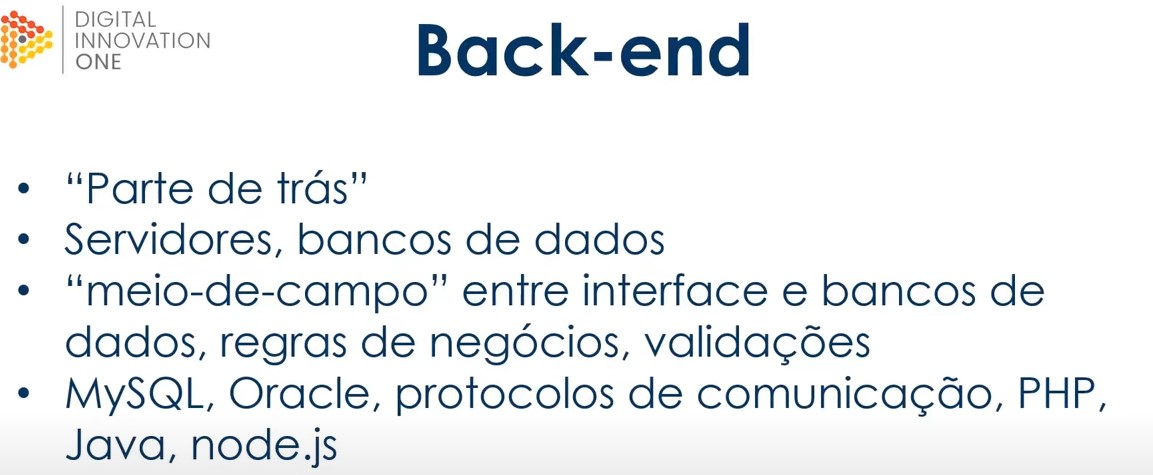 DIGITAL
INNOVATION
ONE
Back-end
• “Parte de trás”
• Servidores, bancos de dados
• “meio-de-campo” entre interface e bancos de
dados, regras de negócios, validações
• MySQL, Oracle, protocolos de comunicação, PHP,
Java, node.js